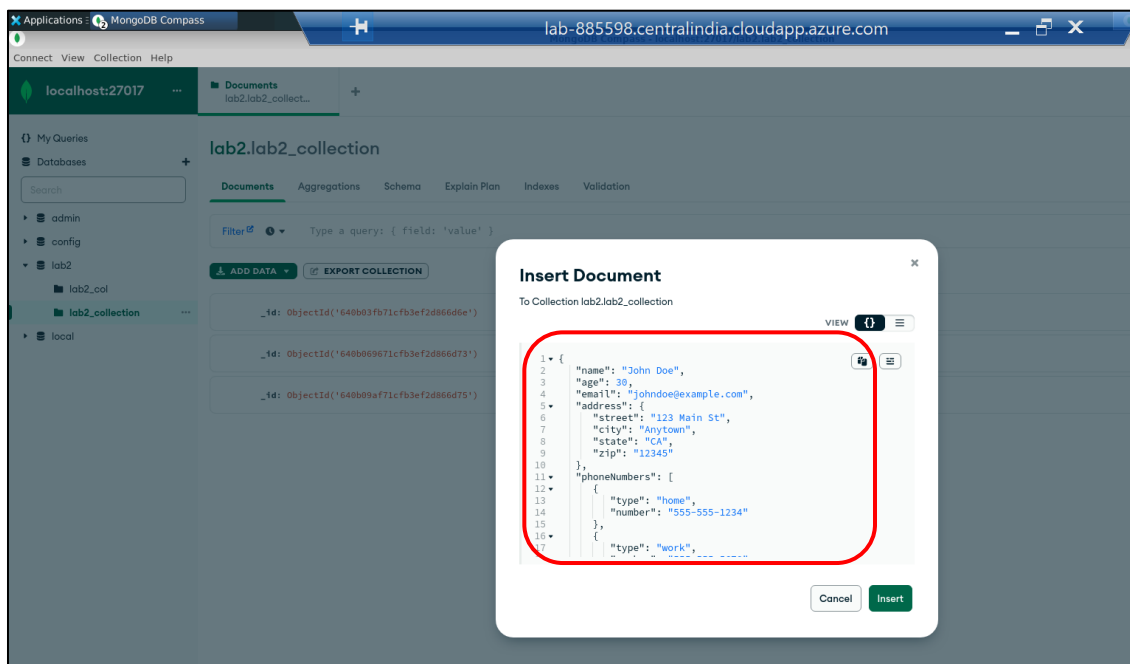 Applications
MongoDB Compass
lab-885598.centralindia.cloudapp.azure.com
Connect View Collection Help
localhost:27017 ...
Documents
lab2.lab2_collect...
+
My Queries
Databases +
Search
admin
config
lab2
lab2_col
lab2_collection ...
local
lab2.lab2_collection
Documents Aggregations Schema Explain Plan Indexes Validation
Filter Type a query: { field: 'value' }
ADD DATA EXPORT COLLECTION
_id: ObjectId('640b03fb71cfb3ef2d866d6e')
_id: ObjectId('640b069671cfb3ef2d866d73')
_id: ObjectId('640b09af71cfb3ef2d866d75')
Insert Document
To Collection lab2.lab2_collection
VIEW {}
1 {
2 "name": "John Doe",
3 "age": 30,
4 "email": "johndoe@example.com",
5 "address": {
6 "street": "123 Main St",
7 "city": "Anytown",
8 "state": "CA",
9 "zip": "12345"
10 },
11 "phoneNumbers": [
12 {
13 "type": "home",
14 "number": "555-555-1234"
15 },
16 {
17 "type": "work",
Cancel Insert